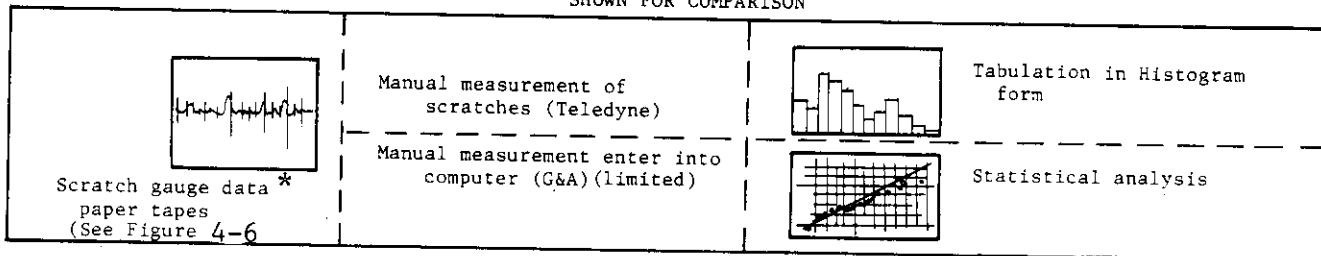 SHOWN FOR COMPARISON
Scratch gauge data *
paper tapes
(See Figure 4-6
Manual measurement of
scratches (Teledyne)
Manual measurement enter into
computer (G&A)(limited)
Tabulation in Histogram
form
Statistical analysis